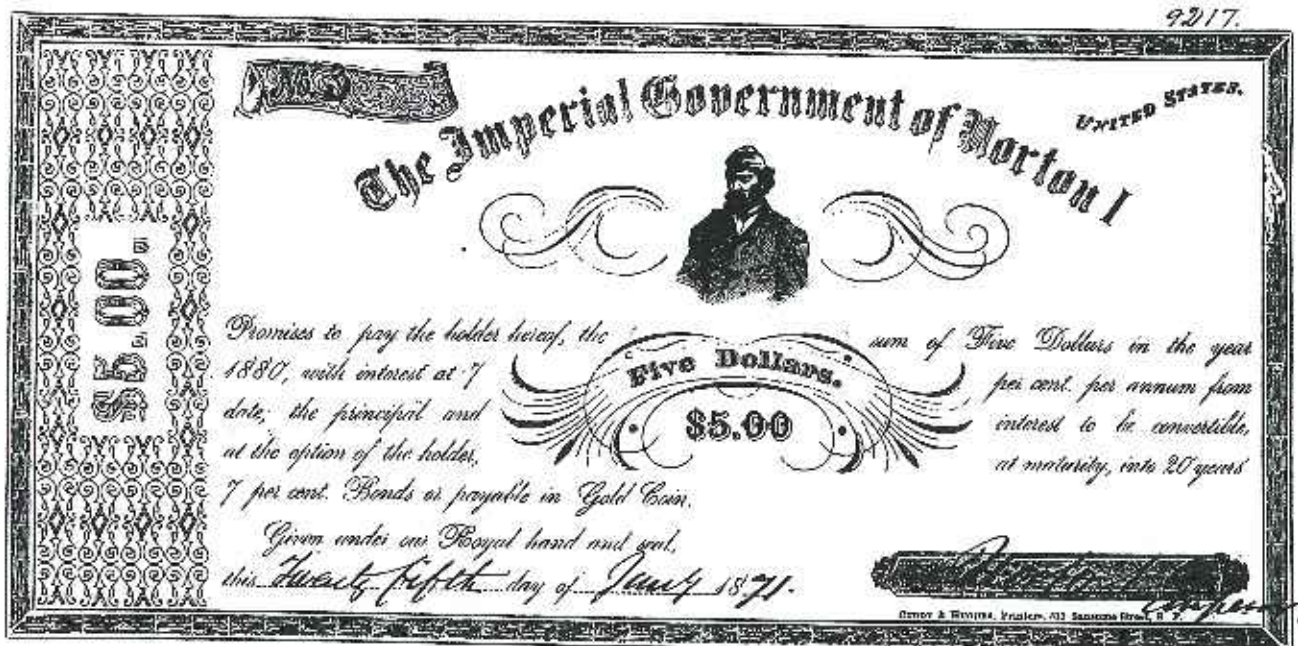 9217.
No.
UNITED STATES.
The Imperial Government of Norton I
$5.00.
Promises to pay the holder hereof, the sum of Five Dollars in the year
1880, with interest at 7 per cent. per annum from
date; the principal and interest to be convertible,
at the option of the holder, at maturity, into 20 years
7 per cent. Bonds or payable in Gold Coin.
Five Dollars.
$5.00
Given under our Royal hand and seal,
this Twenty fifth day of 1871.
Printers, Sansome Street, S. F.